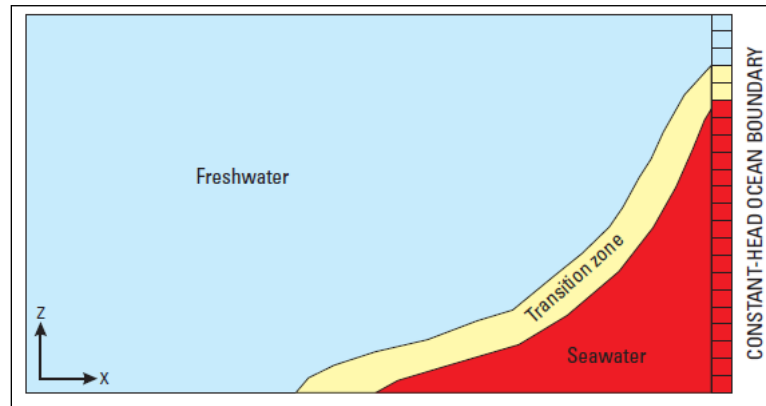 Freshwater
Transition zone
Seawater
Z
X
CONSTANT-HEAD OCEAN BOUNDARY